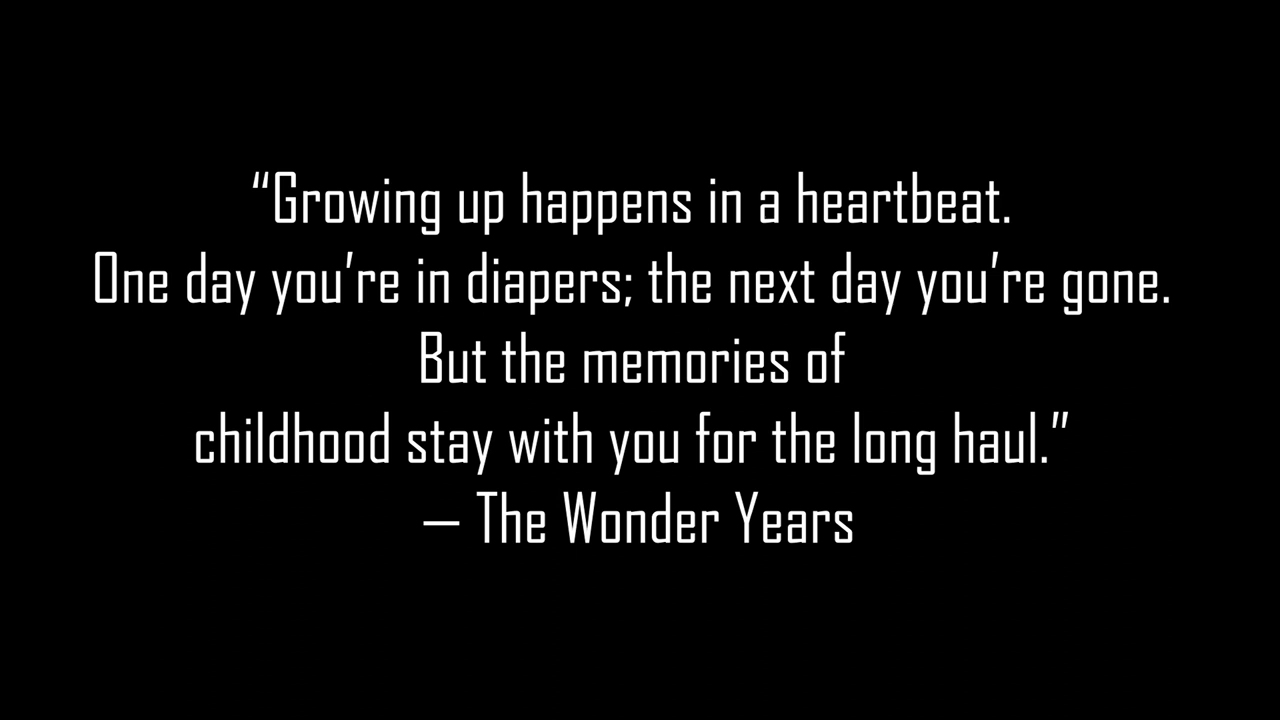 “Growing up happens in a heartbeat.
One day you’re in diapers; the next day you’re gone.
But the memories of
childhood stay with you for the long haul.”
— The Wonder Years